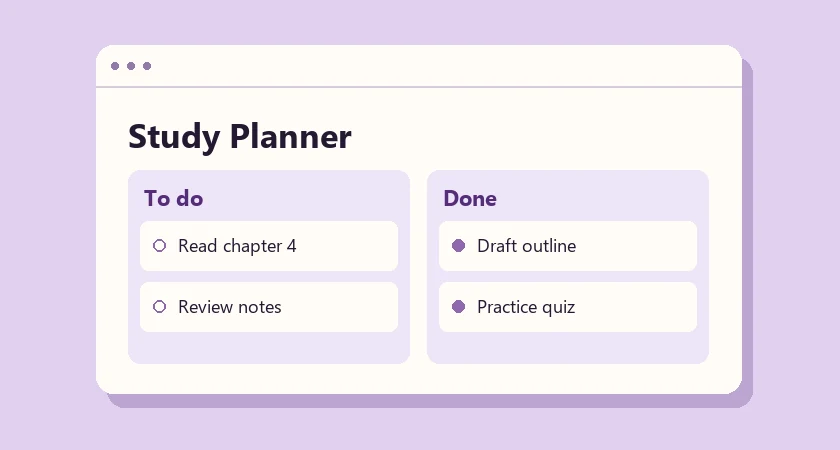 Study Planner
To do
Read chapter 4
Review notes
Done
Draft outline
Practice quiz